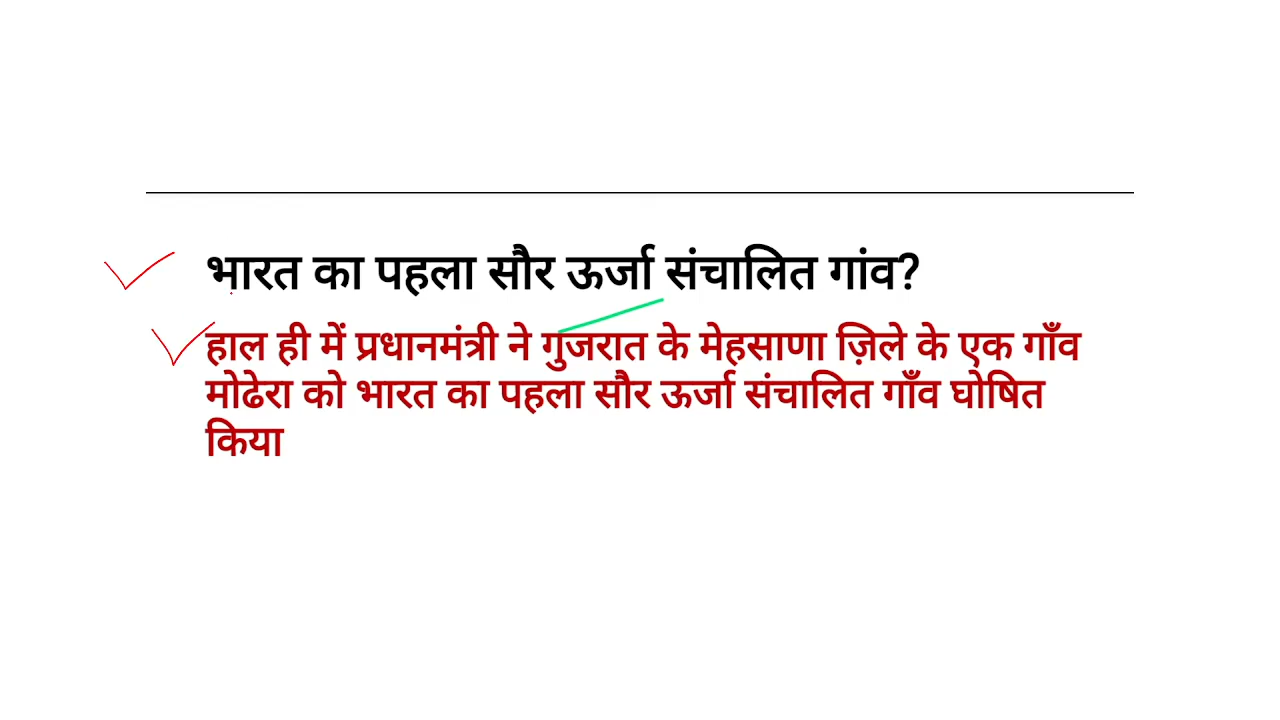 भारत का पहला सौर ऊर्जा संचालित गांव?
हाल ही में प्रधानमंत्री ने गुजरात के मेहसाणा ज़िले के एक गाँव
मोढेरा को भारत का पहला सौर ऊर्जा संचालित गाँव घोषित
किया